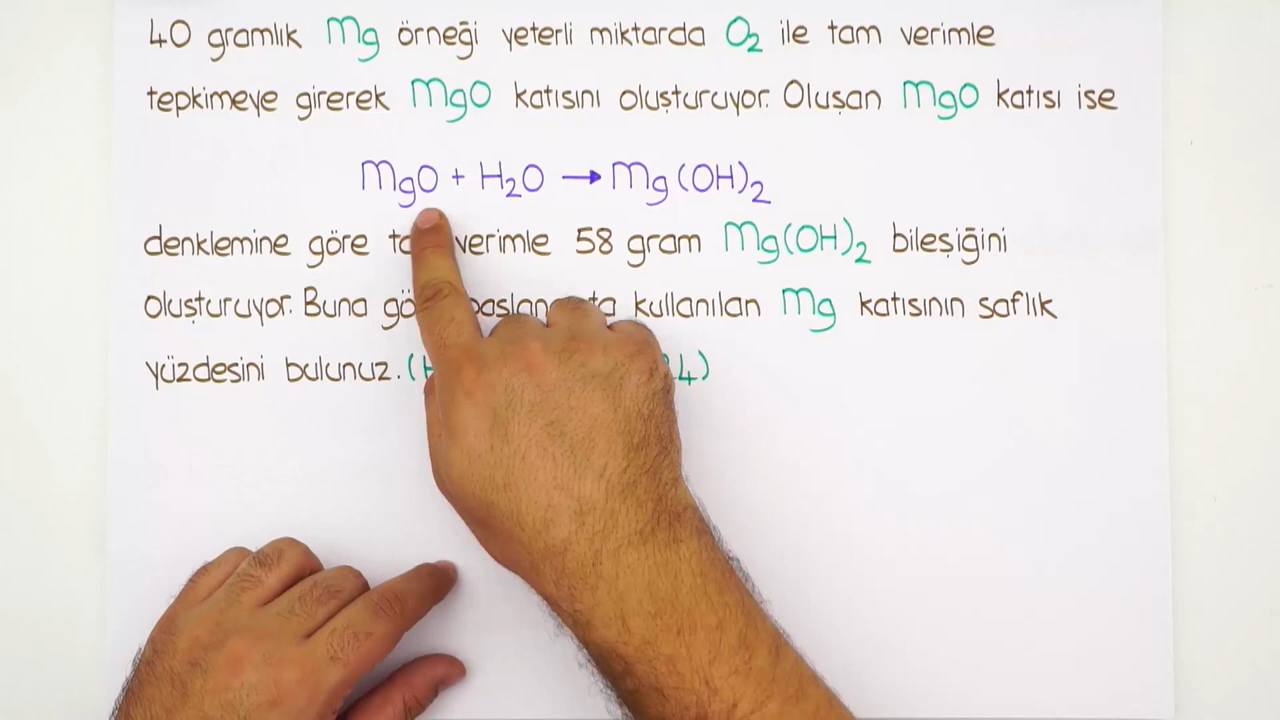 40 gramlık Mg örneği yeterli miktarda O₂ ile tam verimle
tepkimeye girerek MgO katısını oluşturuyor. Oluşan MgO katısı ise
MgO + H₂O → Mg(OH)₂
denklemine göre verimle 58 gram Mg(OH)₂ bileşiğini
oluşturuyor. Buna kullanılan Mg katısının saflık
yüzdesini bulunuz.